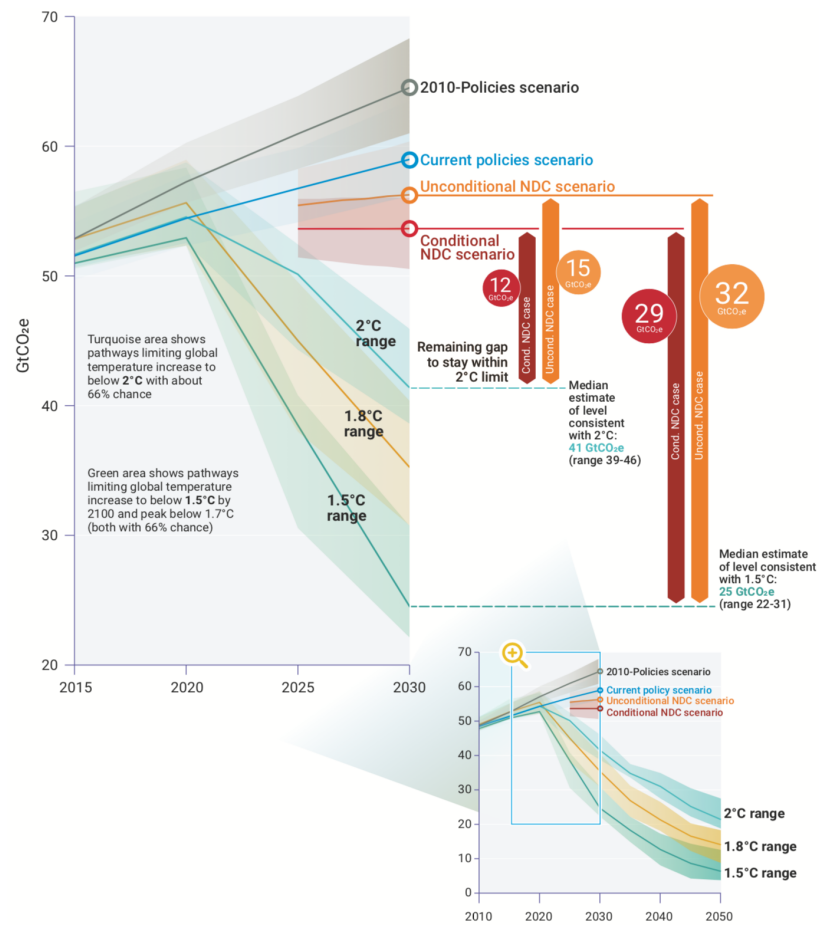 70
60
50
40
30
20
GtCO₂e
2015
2020
2025
2030
2010-Policies scenario
Current policies scenario
Unconditional NDC scenario
Conditional
NDC scenario
2°C
range
1.8°C
range
1.5°C
range
Turquoise area shows
pathways limiting global
temperature increase to
below 2°C with about
66% chance
Green area shows pathways
limiting global temperature
increase to below 1.5°C by
2100 and peak below 1.7°C
(both with 66% chance)
12
GtCO₂e
15
GtCO₂e
29
GtCO₂e
32
GtCO₂e
Cond. NDC case
Uncond. NDC case
Cond. NDC case
Uncond. NDC case
Remaining gap
to stay within
2°C limit
Median
estimate
of level
consistent
with 2°C:
41 GtCO₂e
(range 39-46)
Median estimate
of level consistent
with 1.5°C:
25 GtCO₂e
(range 22-31)
70
60
50
40
30
20
10
0
2010
2020
2030
2040
2050
2010-Policies scenario
Current policy scenario
Unconditional NDC scenario
Conditional NDC scenario
2°C range
1.8°C range
1.5°C range